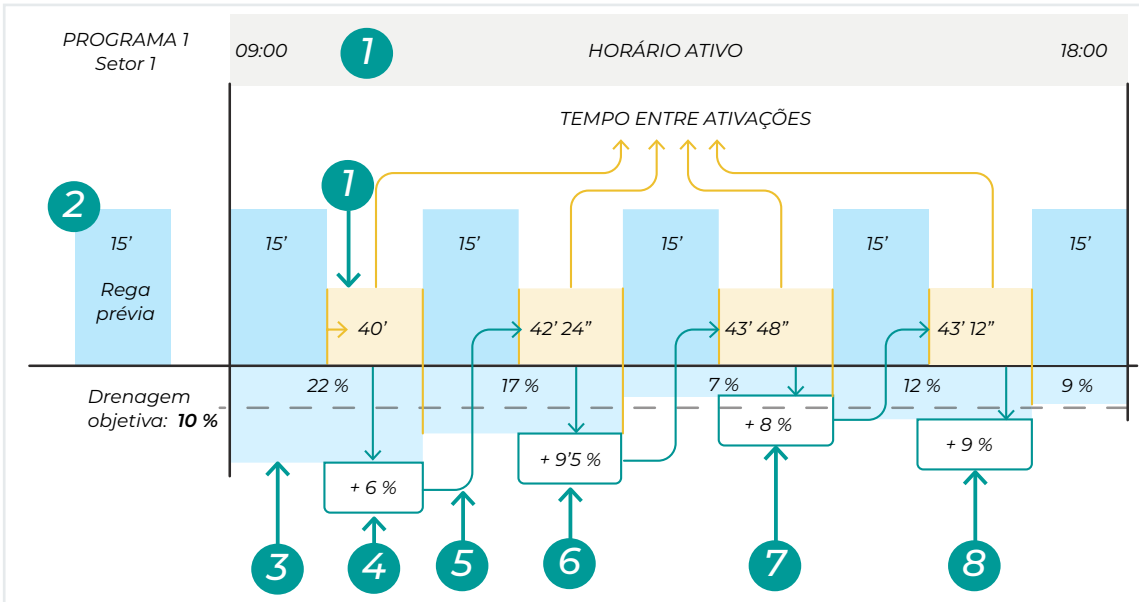 PROGRAMA 1
Setor 1
09:00
1
HORÁRIO ATIVO
18:00
TEMPO ENTRE ATIVAÇÕES
1
2
15’
Rega
prévia
15’
15’
15’
15’
15’
40’
42’ 24”
43’ 48”
43’ 12”
22 %
17 %
7 %
12 %
9 %
Drenagem
objetiva: 10 %
+ 6 %
+ 9’5 %
+ 8 %
+ 9 %
3
4
5
6
7
8